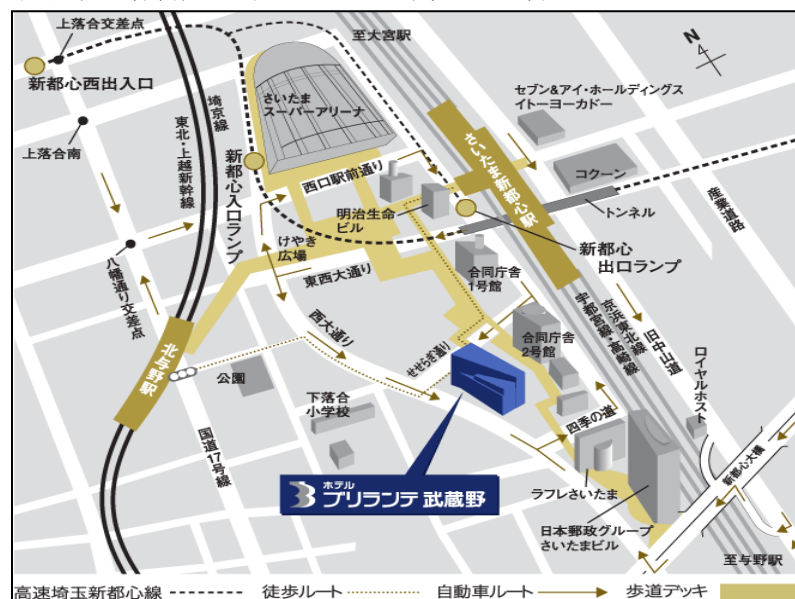 上落合交差点
至大宮駅
N
新都心西出入口
さいたま
スーパーアリーナ
セブン&アイ・ホールディングス
イトーヨーカドー
埼京線
東北・上越新幹線
上落合南
新都心入口ランプ
西口駅前通り
さいたま新都心駅
コクーン
明治生命
ビル
トンネル
産業道路
けやき
広場
新都心
出口ランプ
八幡通り交差点
東西大通り
合同庁舎
1号館
西大通り
せせらぎ通り
合同庁舎
2号館
宇都宮線・高崎線
京浜東北線
旧中山道
北与野駅
公園
下落合
小学校
ロイヤルホスト
国道17号線
四季の道
新都心大橋
ホテル
ブリランテ 武蔵野
ラフレさいたま
日本郵政グループ
さいたまビル
至与野駅
高速埼玉新都心線
徒歩ルート
自動車ルート
歩道デッキ